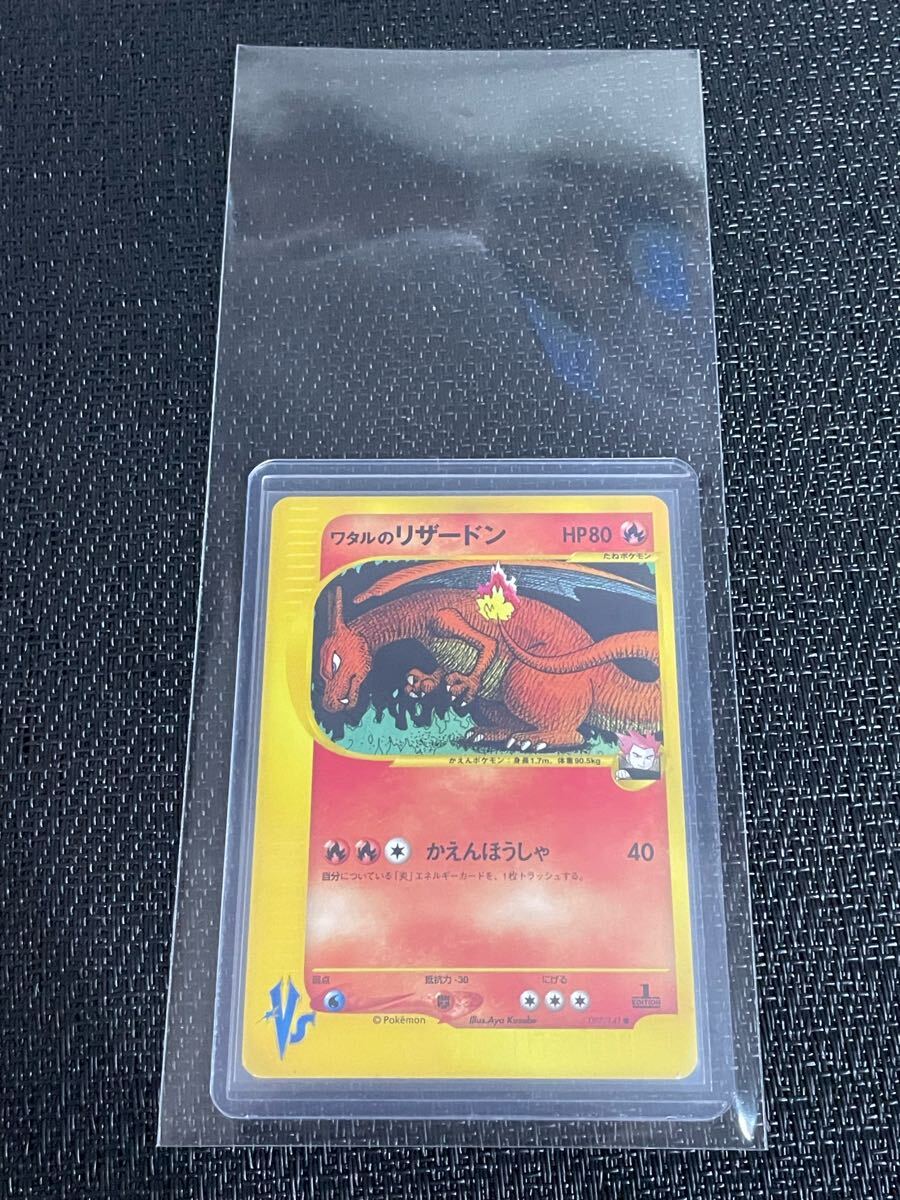 ワタルのリザードン HP80
たねポケモン
かえんポケモン：身長1.7m、体重90.5kg
かえんほうしゃ 40
自分についている「炎」エネルギーカードを、1枚トラッシュする。
弱点 抵抗力 -30 にげる
1
EDITION
VS
© Pokémon Illus. Aya Kusube
/141